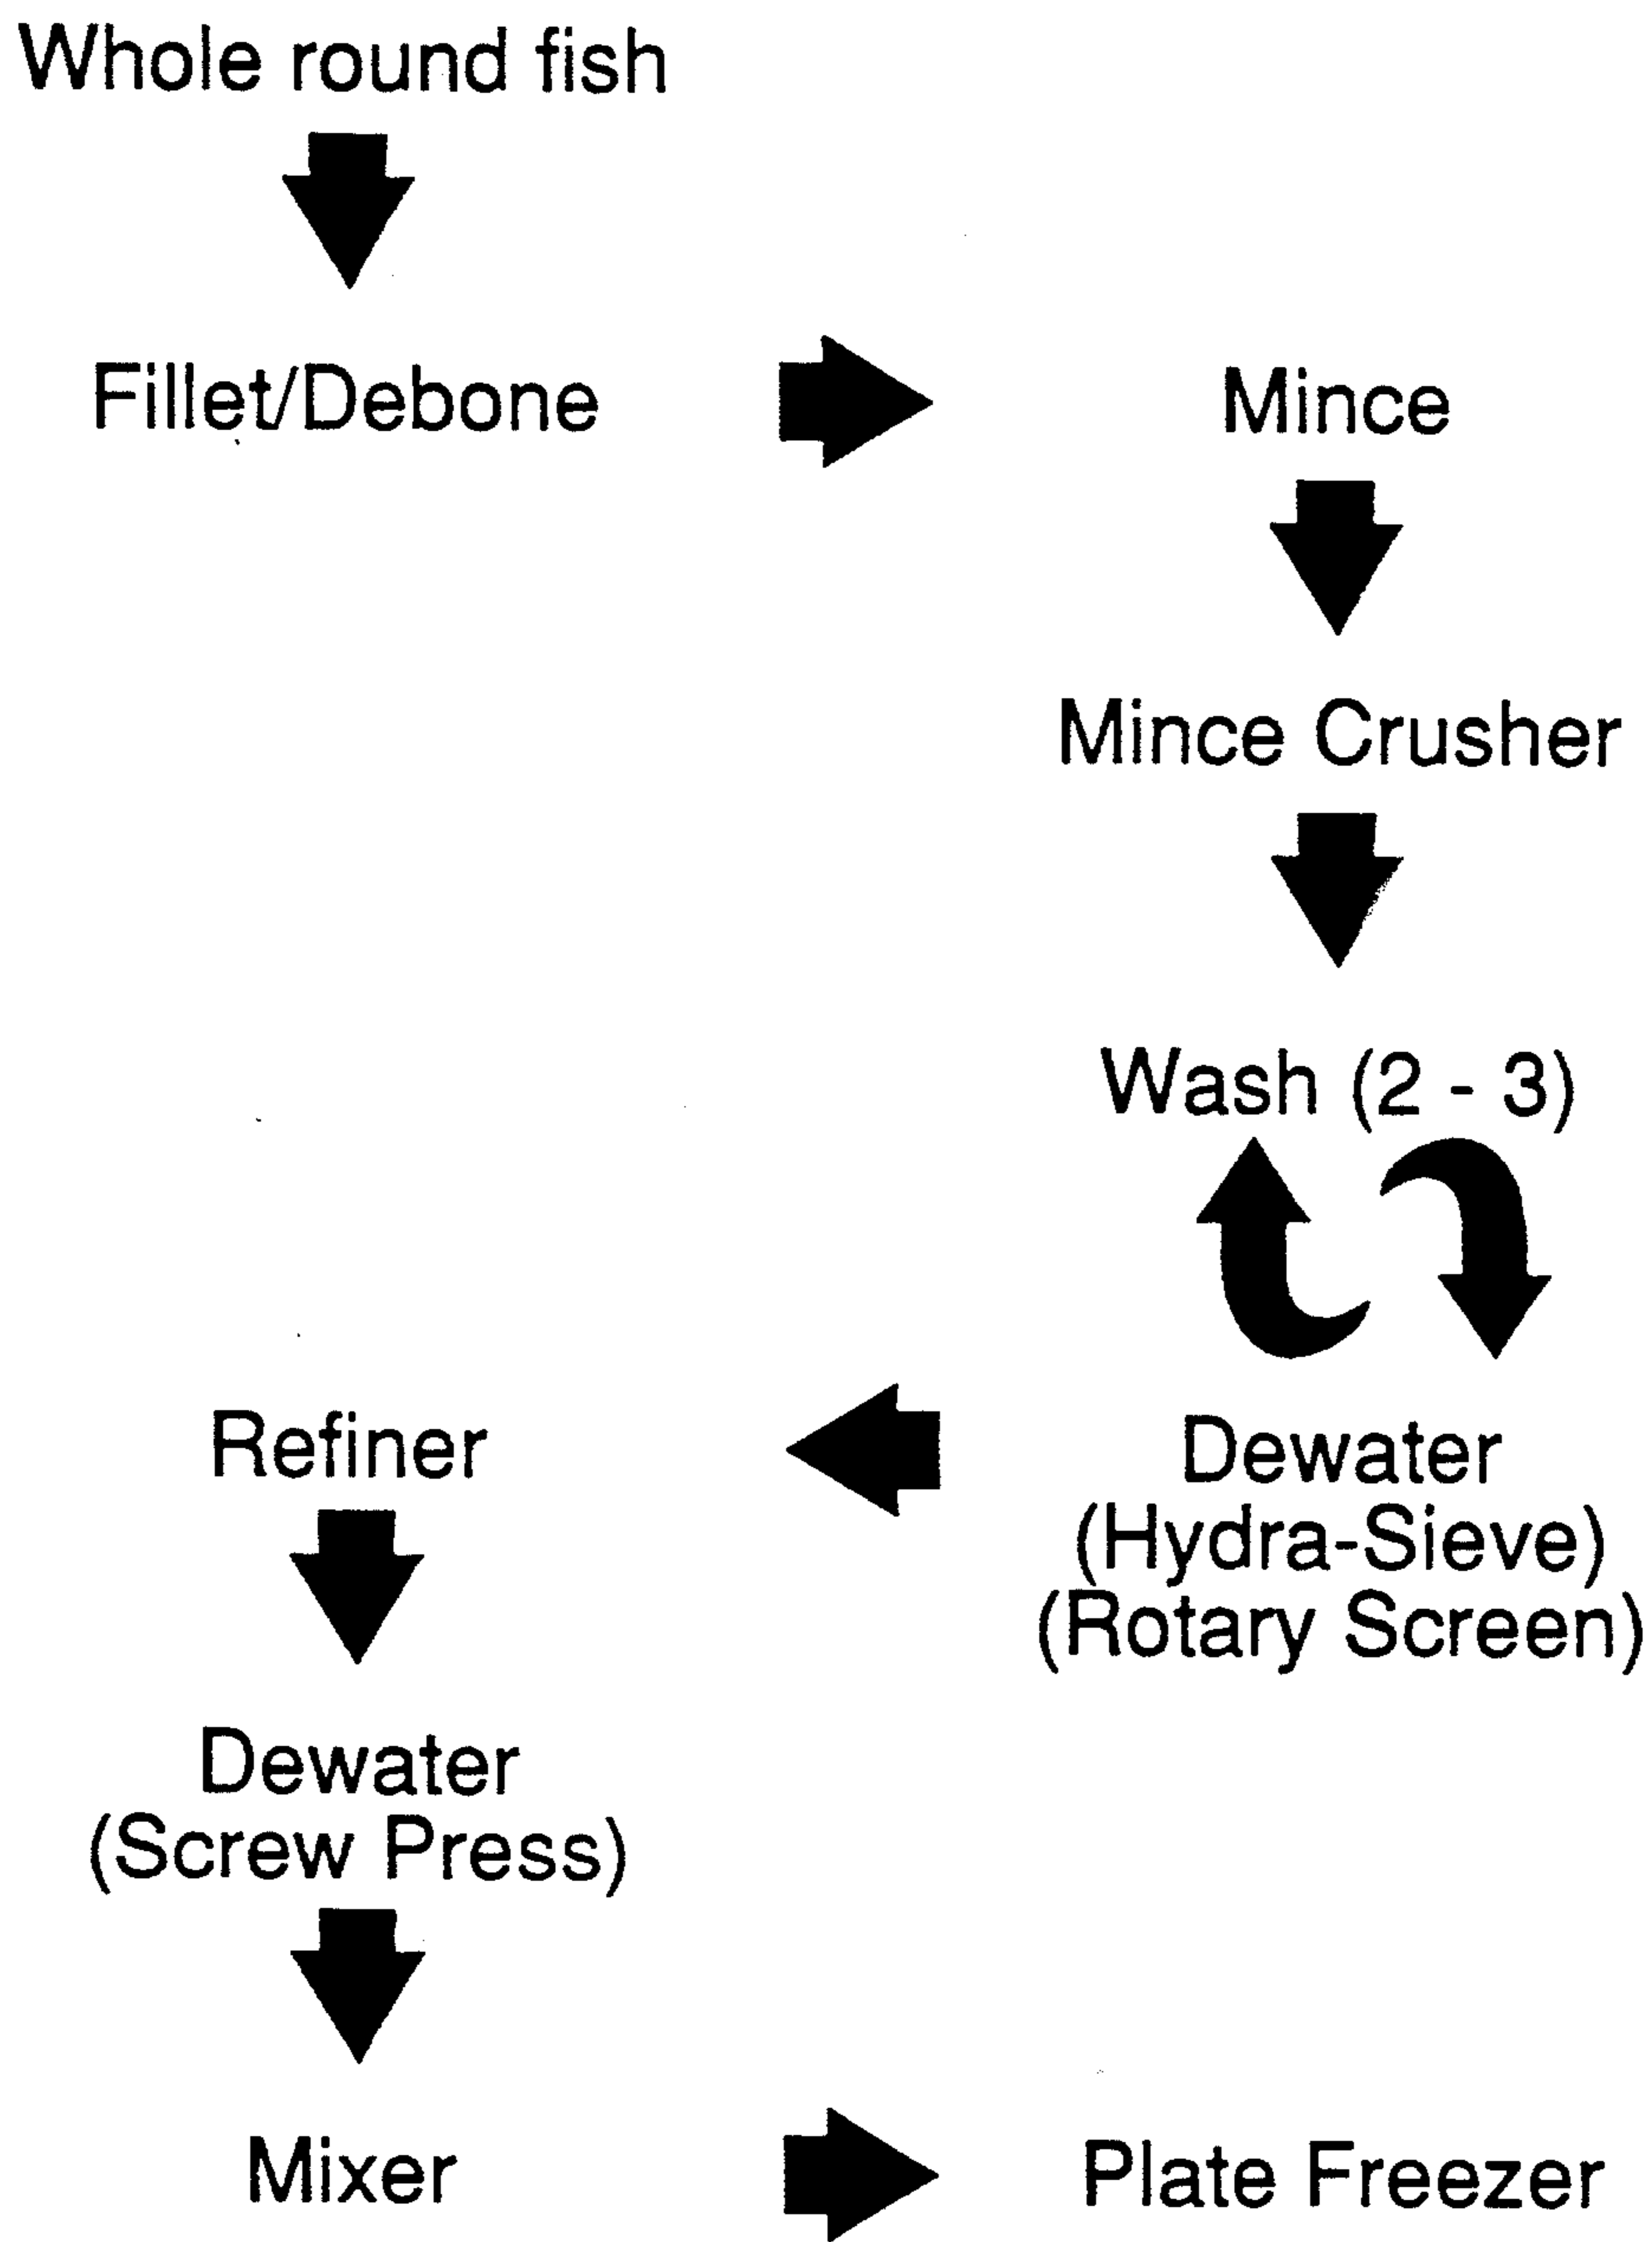 Whole round fish
Fillet/Debone
Mince
Mince Crusher
Wash (2 - 3)
Dewater
(Hydra-Sieve)
(Rotary Screen)
Refiner
Dewater
(Screw Press)
Mixer
Plate Freezer